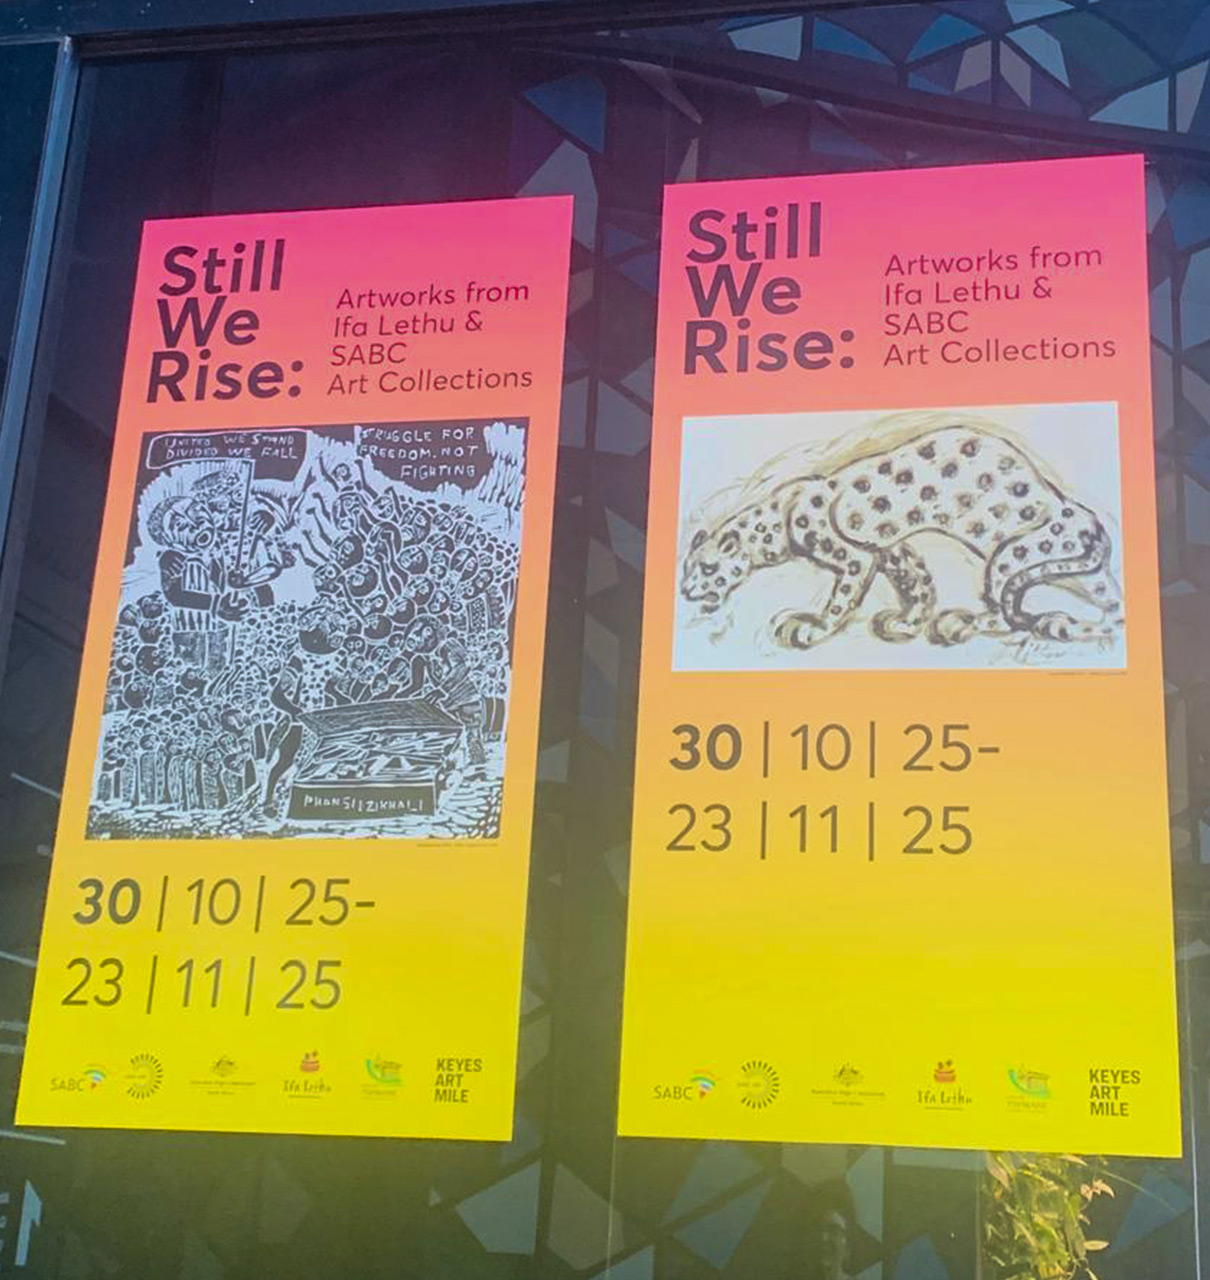 Still
We
Rise:
Artworks from
Ifa Lethu &
SABC
Art Collections
UNITED WE STAND
DIVIDED WE FALL
STRUGGLE FOR
FREEDOM. NOT
FIGHTING
PHANSI IZIKHALI
30 | 10 | 25-
23 | 11 | 25
SABC
Ifa Lethu
KEYES
ART
MILE
Still
We
Rise:
Artworks from
Ifa Lethu &
SABC
Art Collections
30 | 10 | 25-
23 | 11 | 25
SABC
Ifa Lethu
KEYES
ART
MILE